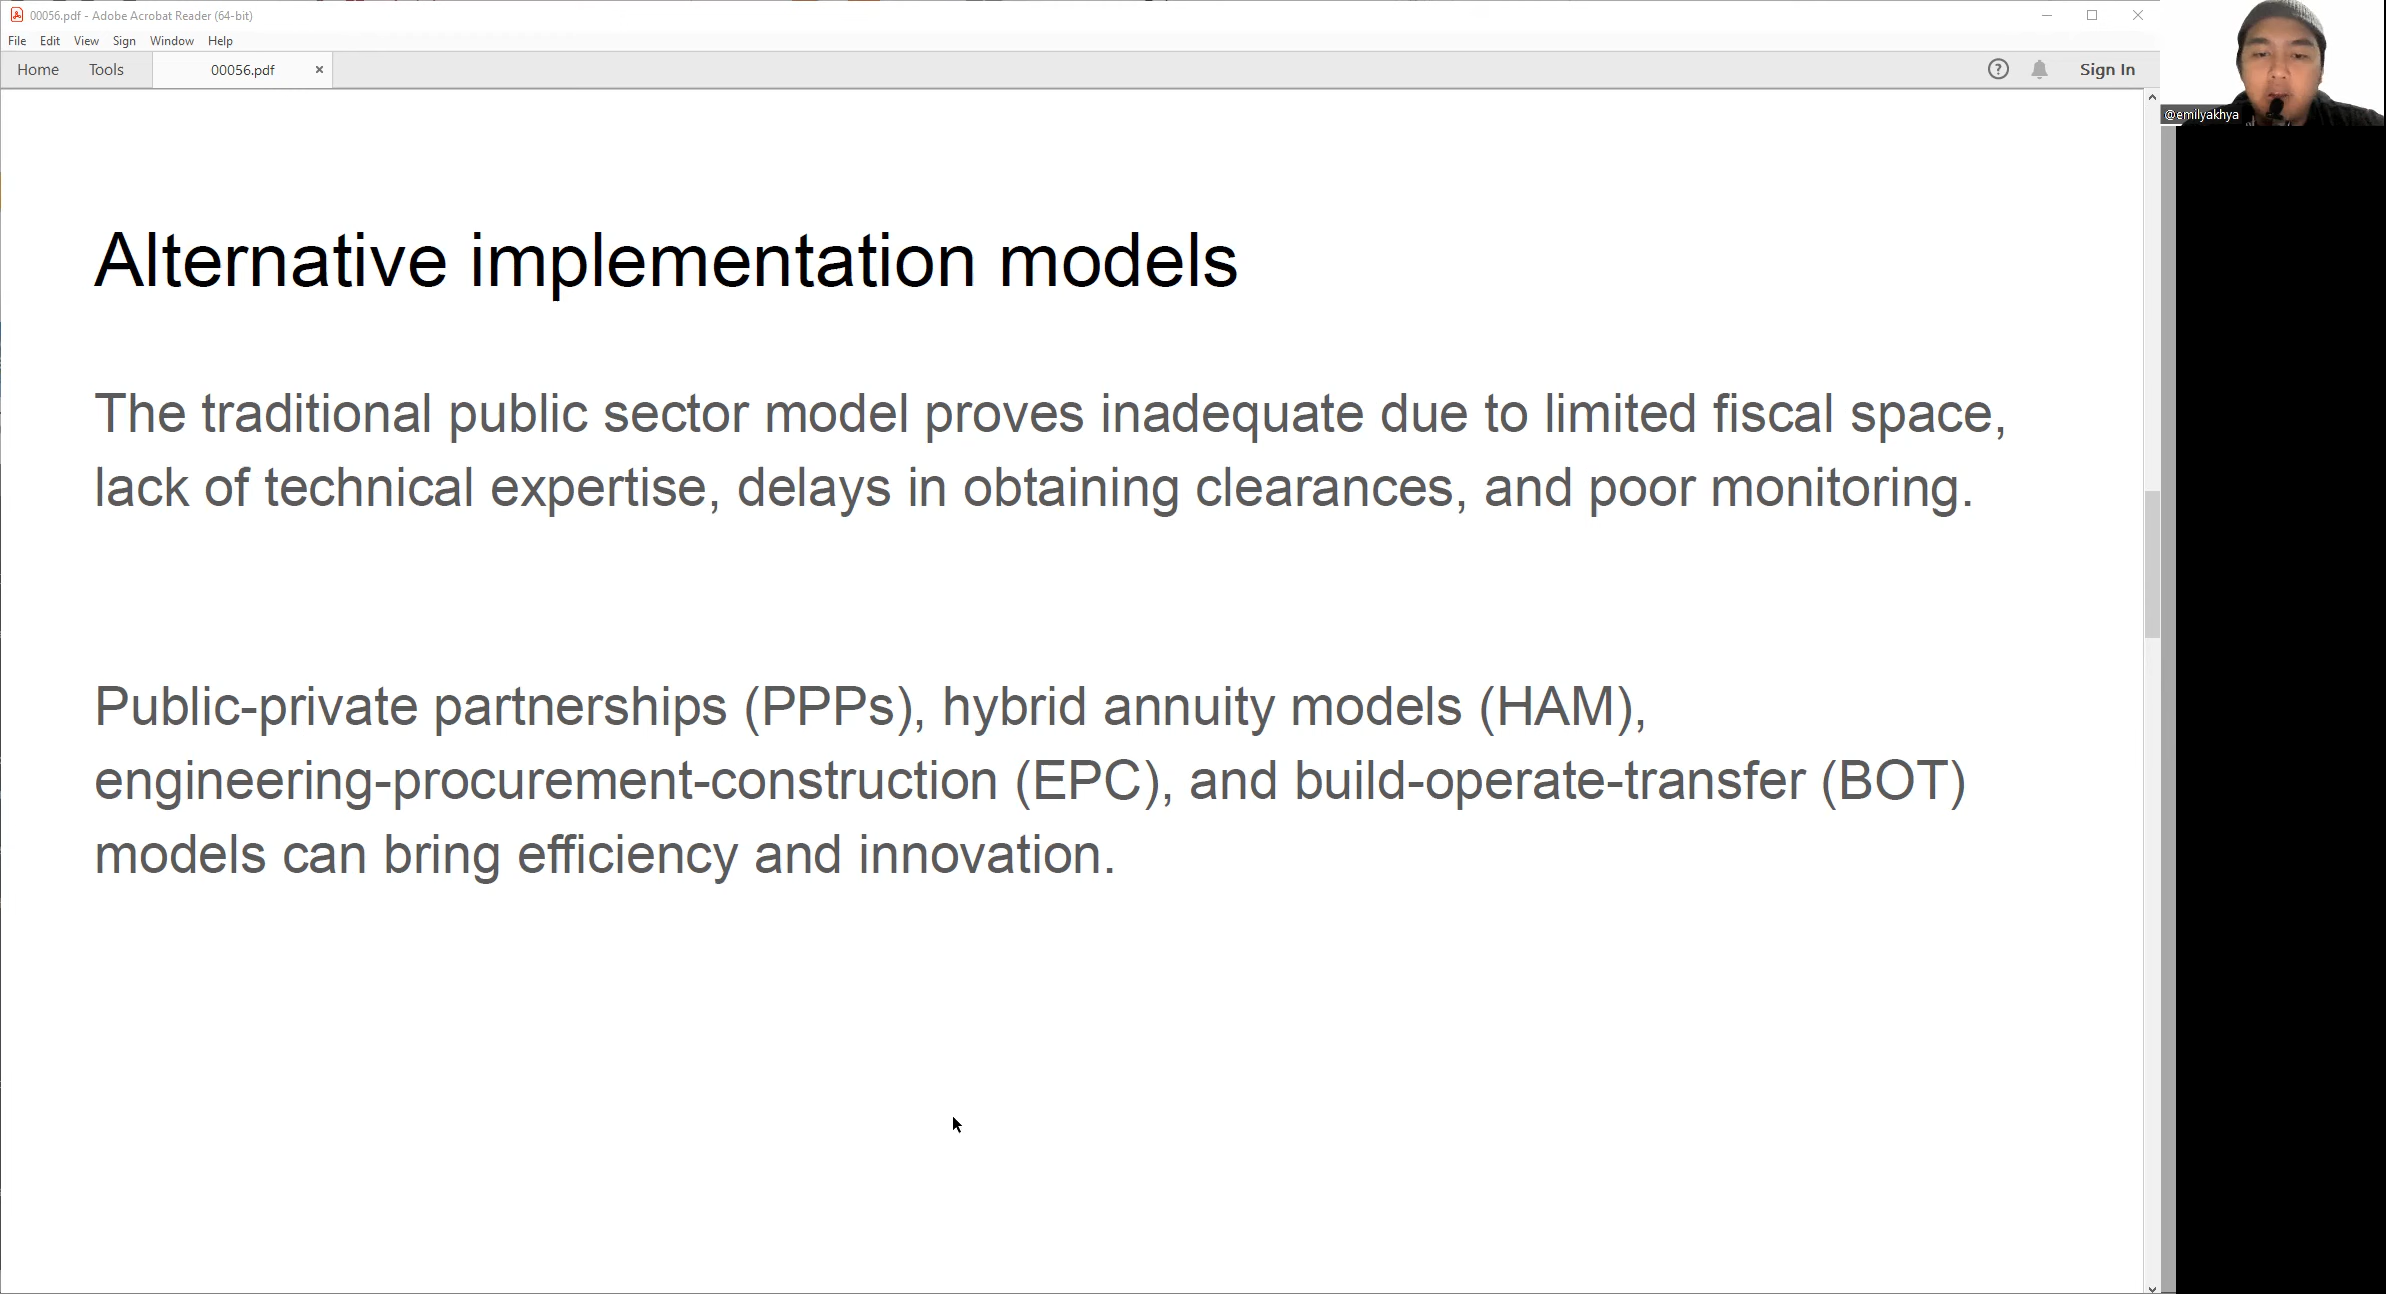 00056.pdf - Adobe Acrobat Reader (64-bit)
File Edit View Sign Window Help
Home Tools 00056.pdf × Sign In
@emilyakhya
Alternative implementation models
The traditional public sector model proves inadequate due to limited fiscal space,
lack of technical expertise, delays in obtaining clearances, and poor monitoring.
Public-private partnerships (PPPs), hybrid annuity models (HAM),
engineering-procurement-construction (EPC), and build-operate-transfer (BOT)
models can bring efficiency and innovation.